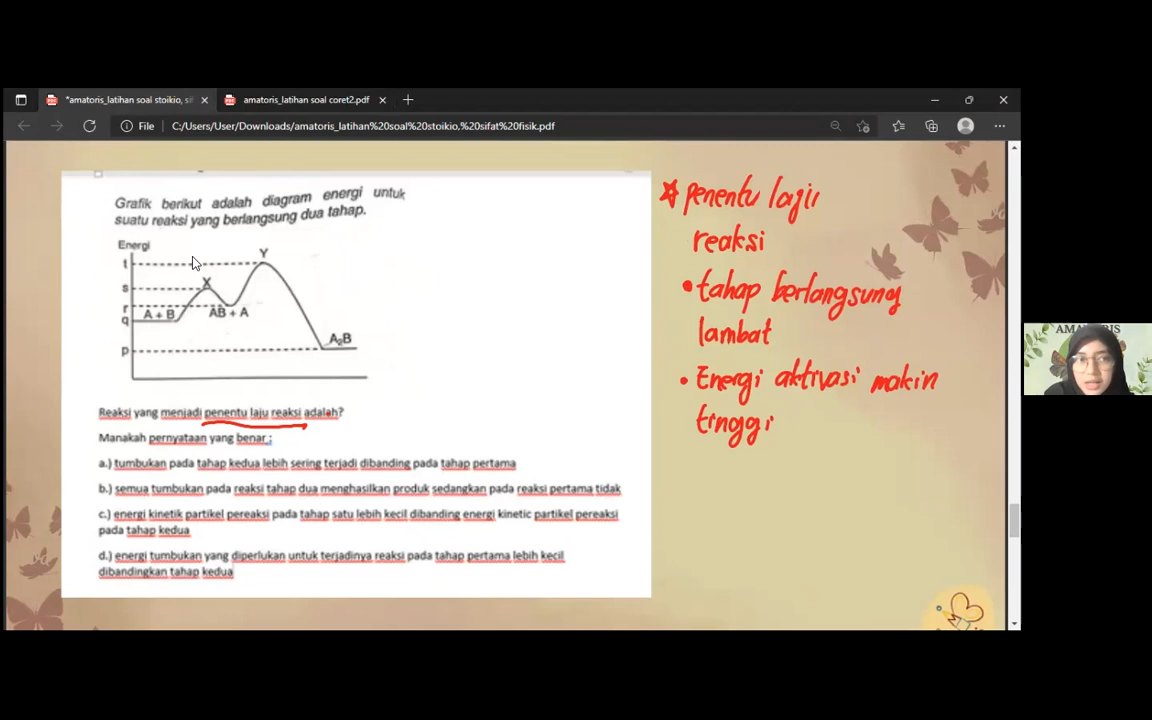 *amatoris_latihan soal stoikio, si
amatoris_latihan soal coret2.pdf
File
C:/Users/User/Downloads/amatoris_latihan%20soal%20stoikio,%20sifat%20fisik.pdf
Grafik berikut adalah diagram energi untuk
suatu reaksi yang berlangsung dua tahap.
Energi
t
s
r
q
p
Y
X
A + B
AB + A
A₂B
Reaksi yang menjadi penentu laju reaksi adalah?
Manakah pernyataan yang benar :
a.) tumbukan pada tahap kedua lebih sering terjadi dibanding pada tahap pertama
b.) semua tumbukan pada reaksi tahap dua menghasilkan produk sedangkan pada reaksi pertama tidak
c.) energi kinetik partikel pereaksi pada tahap satu lebih kecil dibanding energi kinetic partikel pereaksi
pada tahap kedua
d.) energi tumbukan yang diperlukan untuk terjadinya reaksi pada tahap pertama lebih kecil
dibandingkan tahap kedua
penentu laju
reaksi
• tahap berlangsung
lambat
• Energi aktivasi makin
tinggi